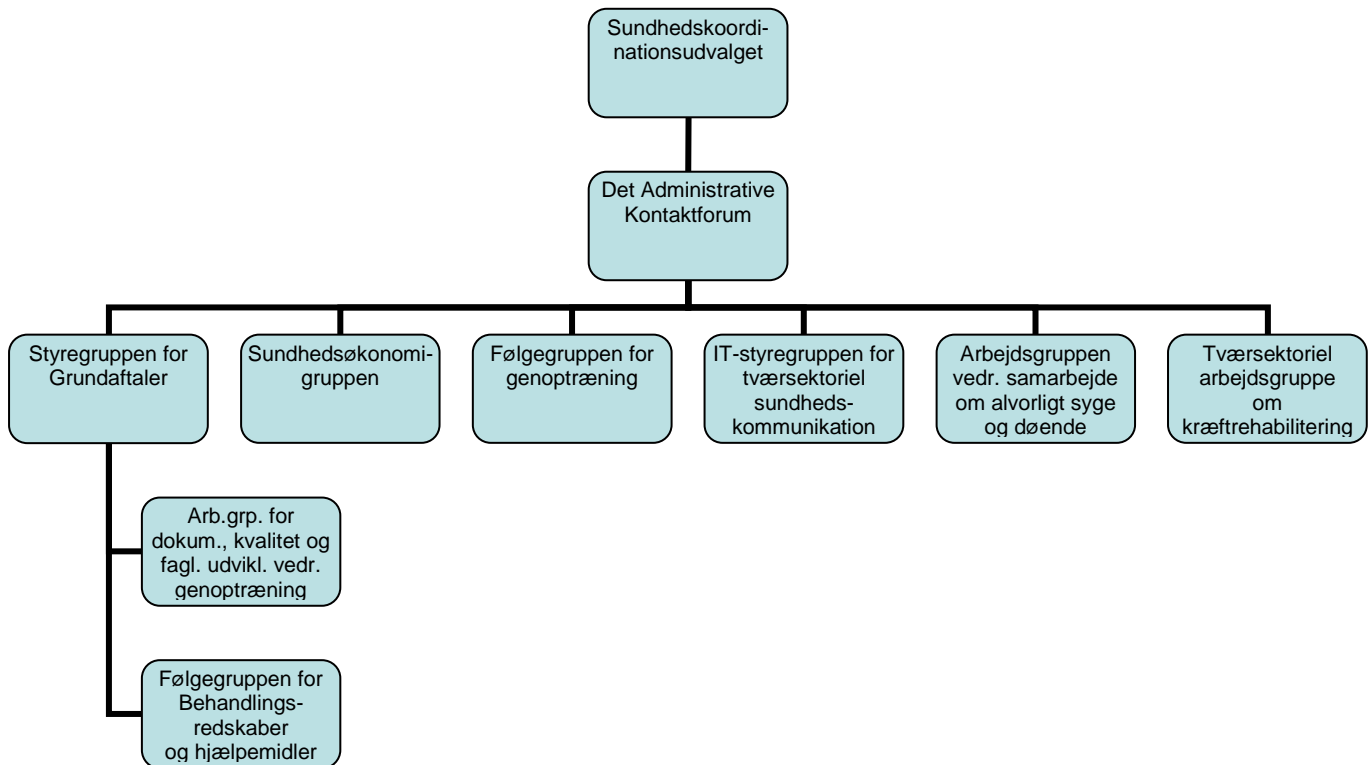 Sundhedskoordi-
nationsudvalget
Det Administrative
Kontaktforum
Styregruppen for
Grundaftaler
Sundhedsøkonomi-
gruppen
Følgegruppen for
genoptræning
IT-styregruppen for
tværsektoriel
sundheds-
kommunikation
Arbejdsgruppen
vedr. samarbejde
om alvorligt syge
og døende
Tværsektoriel
arbejdsgruppe
om
kræftrehabilitering
Arb.grp. for
dokum., kvalitet og
fagl. udvikl. vedr.
genoptræning
Følgegruppen for
Behandlings-
redskaber
og hjælpemidler